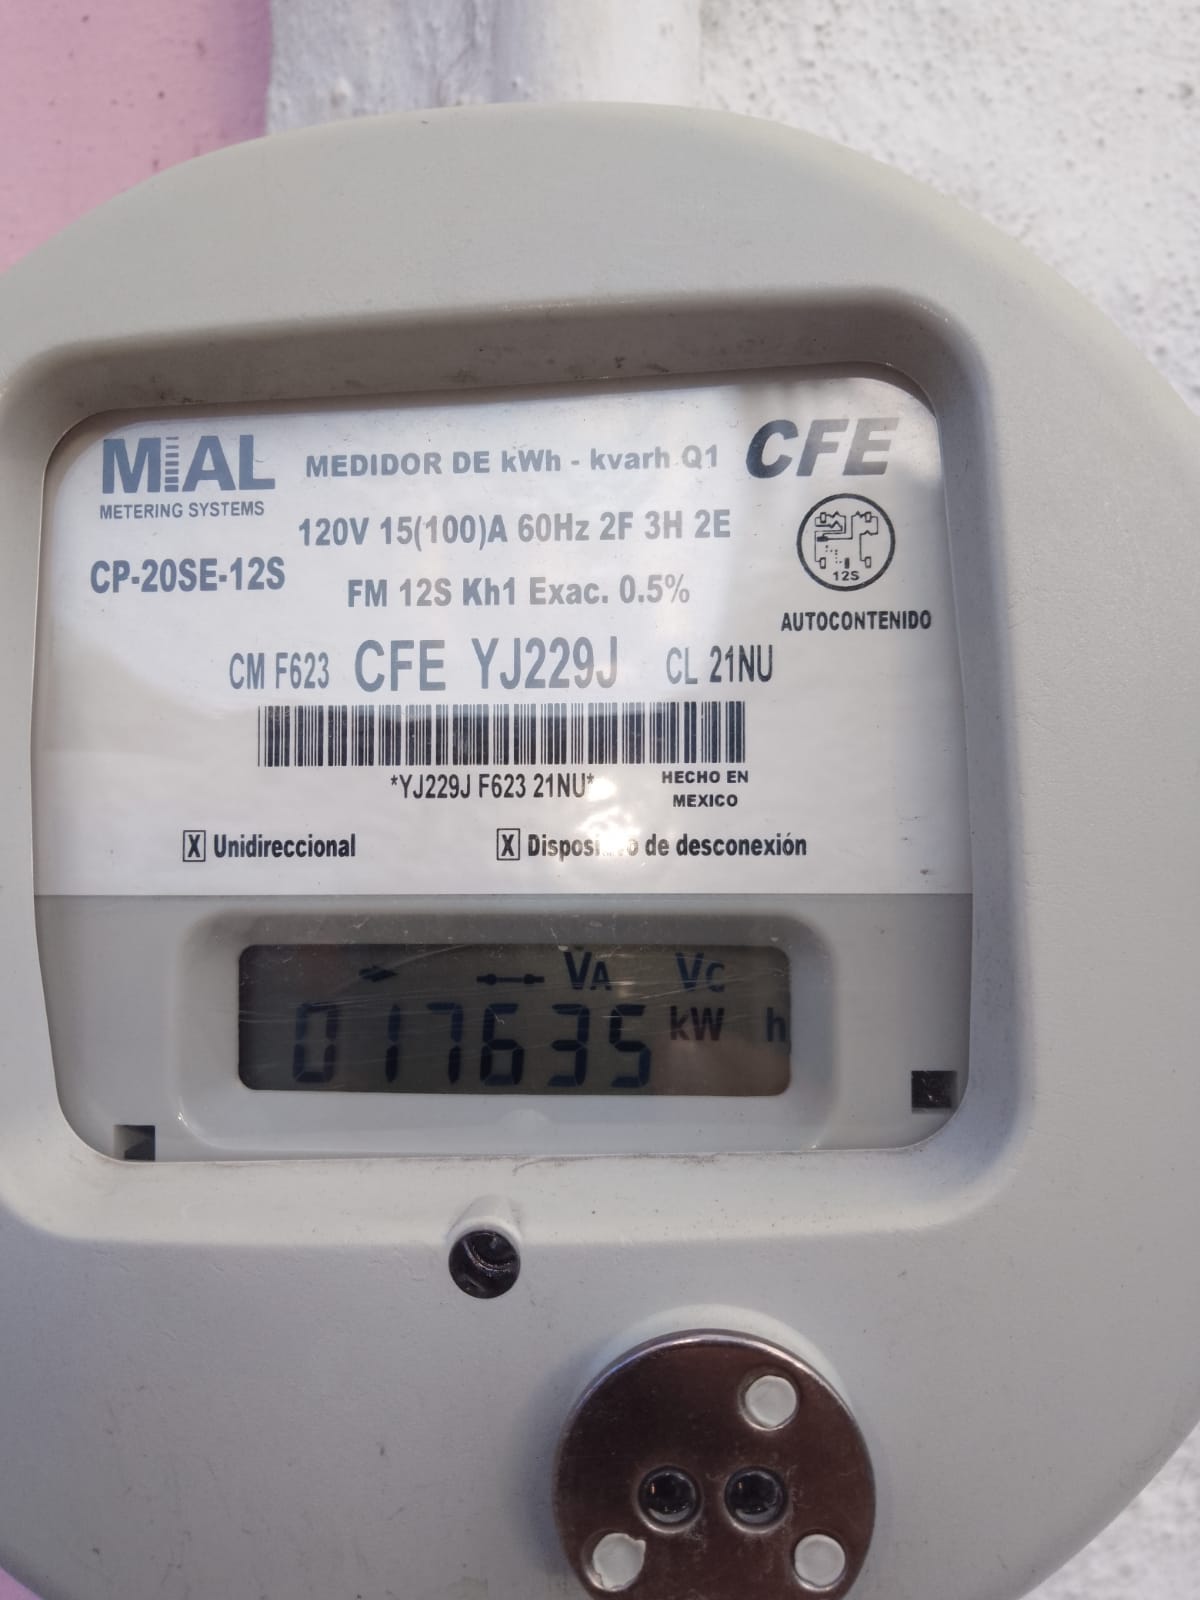 MIAL
METERING SYSTEMS
MEDIDOR DE kWh - kvarh Q1
CFE
120V 15(100)A 60Hz 2F 3H 2E
CP-20SE-12S
FM 12S Kh1 Exac. 0.5%
12S
AUTOCONTENIDO
CM F623 CFE YJ229J CL 21NU
*YJ229J F623 21NU*
HECHO EN
MEXICO
X Unidireccional
X Dispositivo de desconexión
VA VC
017635 kW h